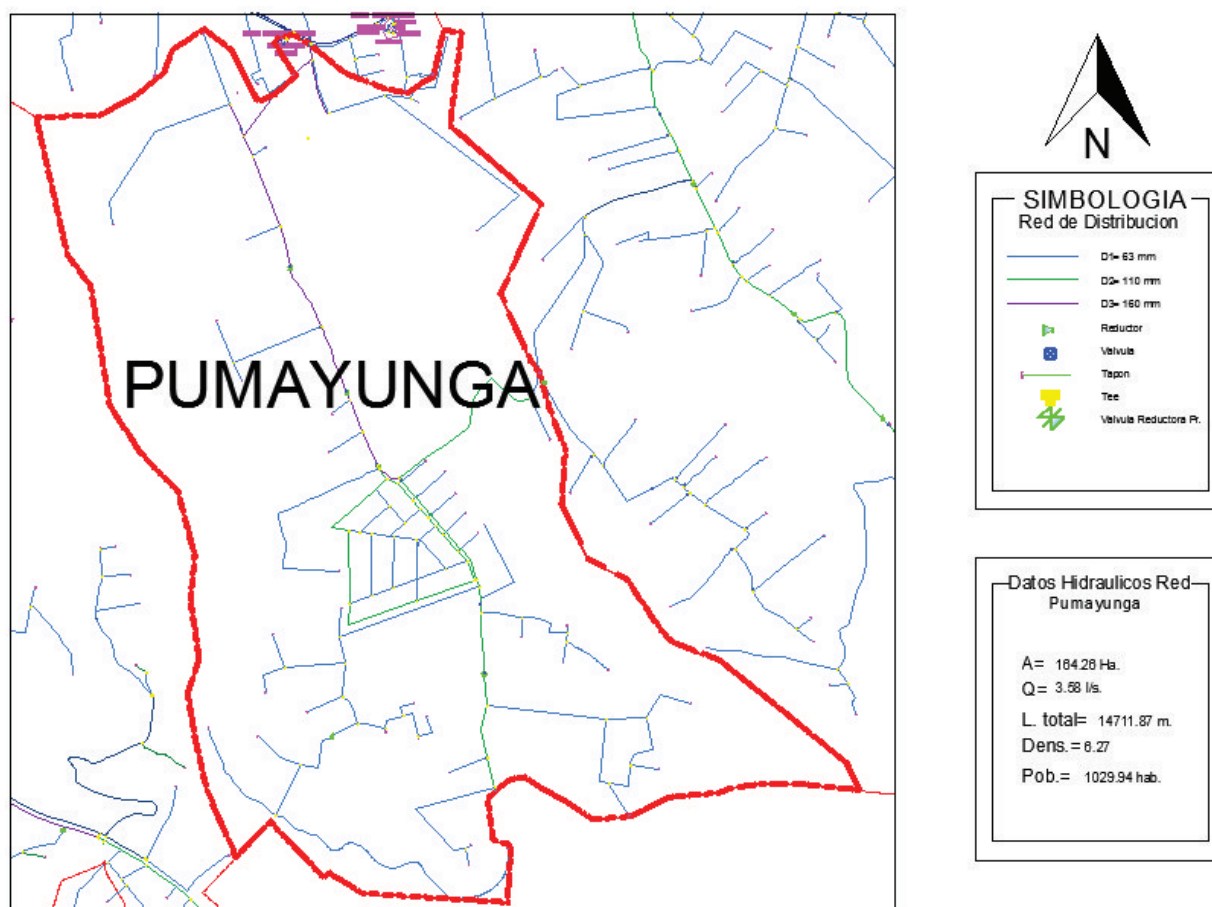 PUMAYUNGA
N
SIMBOLOGIA
Red de Distribucion
D1= 63 mm
D2= 110 mm
D3= 160 mm
Reductor
Valvula
Tapon
Tee
Valvula Reductora Pr.
Datos Hidraulicos Red
Pumayunga
A= 164.26 Ha.
Q= 3.58 l/s.
L. total= 14711.87 m.
Dens.= 6.27
Pob.= 1029.94 hab.